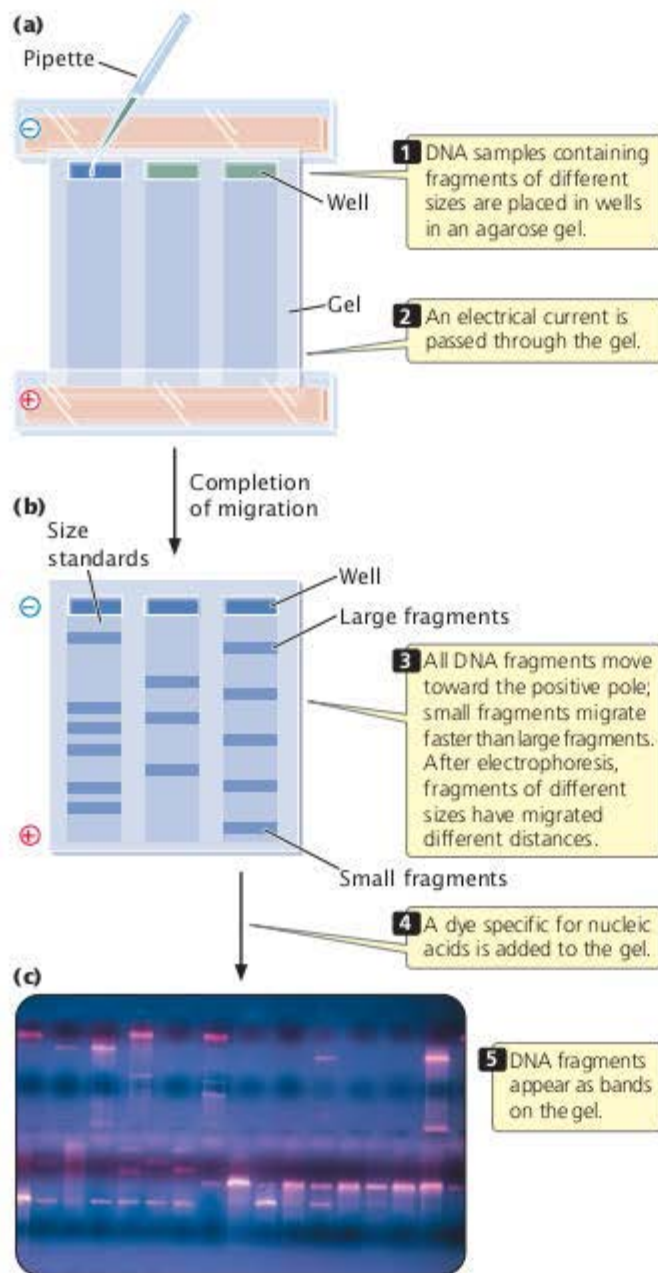 (a)
Pipette
−
1 DNA samples containing
fragments of different
sizes are placed in wells
in an agarose gel.
Well
Gel
2 An electrical current is
passed through the gel.
+
Completion
of migration
(b)
Size
standards
−
Well
Large fragments
3 All DNA fragments move
toward the positive pole;
small fragments migrate
faster than large fragments.
After electrophoresis,
fragments of different
sizes have migrated
different distances.
+
Small fragments
4 A dye specific for nucleic
acids is added to the gel.
(c)
5 DNA fragments
appear as bands
on the gel.